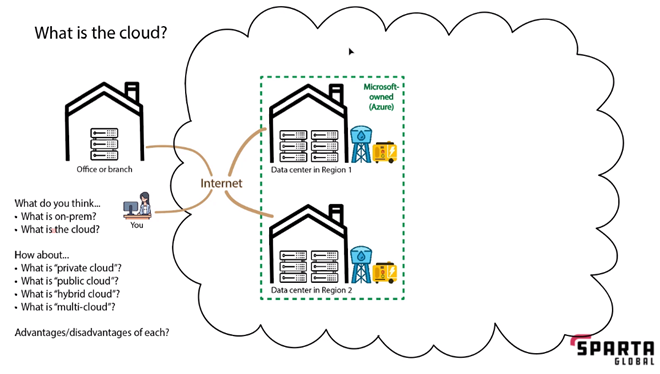 What is the cloud?
Microsoft-
owned
(Azure)
Office or branch
Data center in Region 1
Internet
What do you think...
• What is on-prem?
• What is the cloud?
You
How about...
• What is "private cloud"?
• What is "public cloud"?
• What is "hybrid cloud"?
• What is "multi-cloud"?
Data center in Region 2
Advantages/disadvantages of each?
SPARTA
GLOBAL